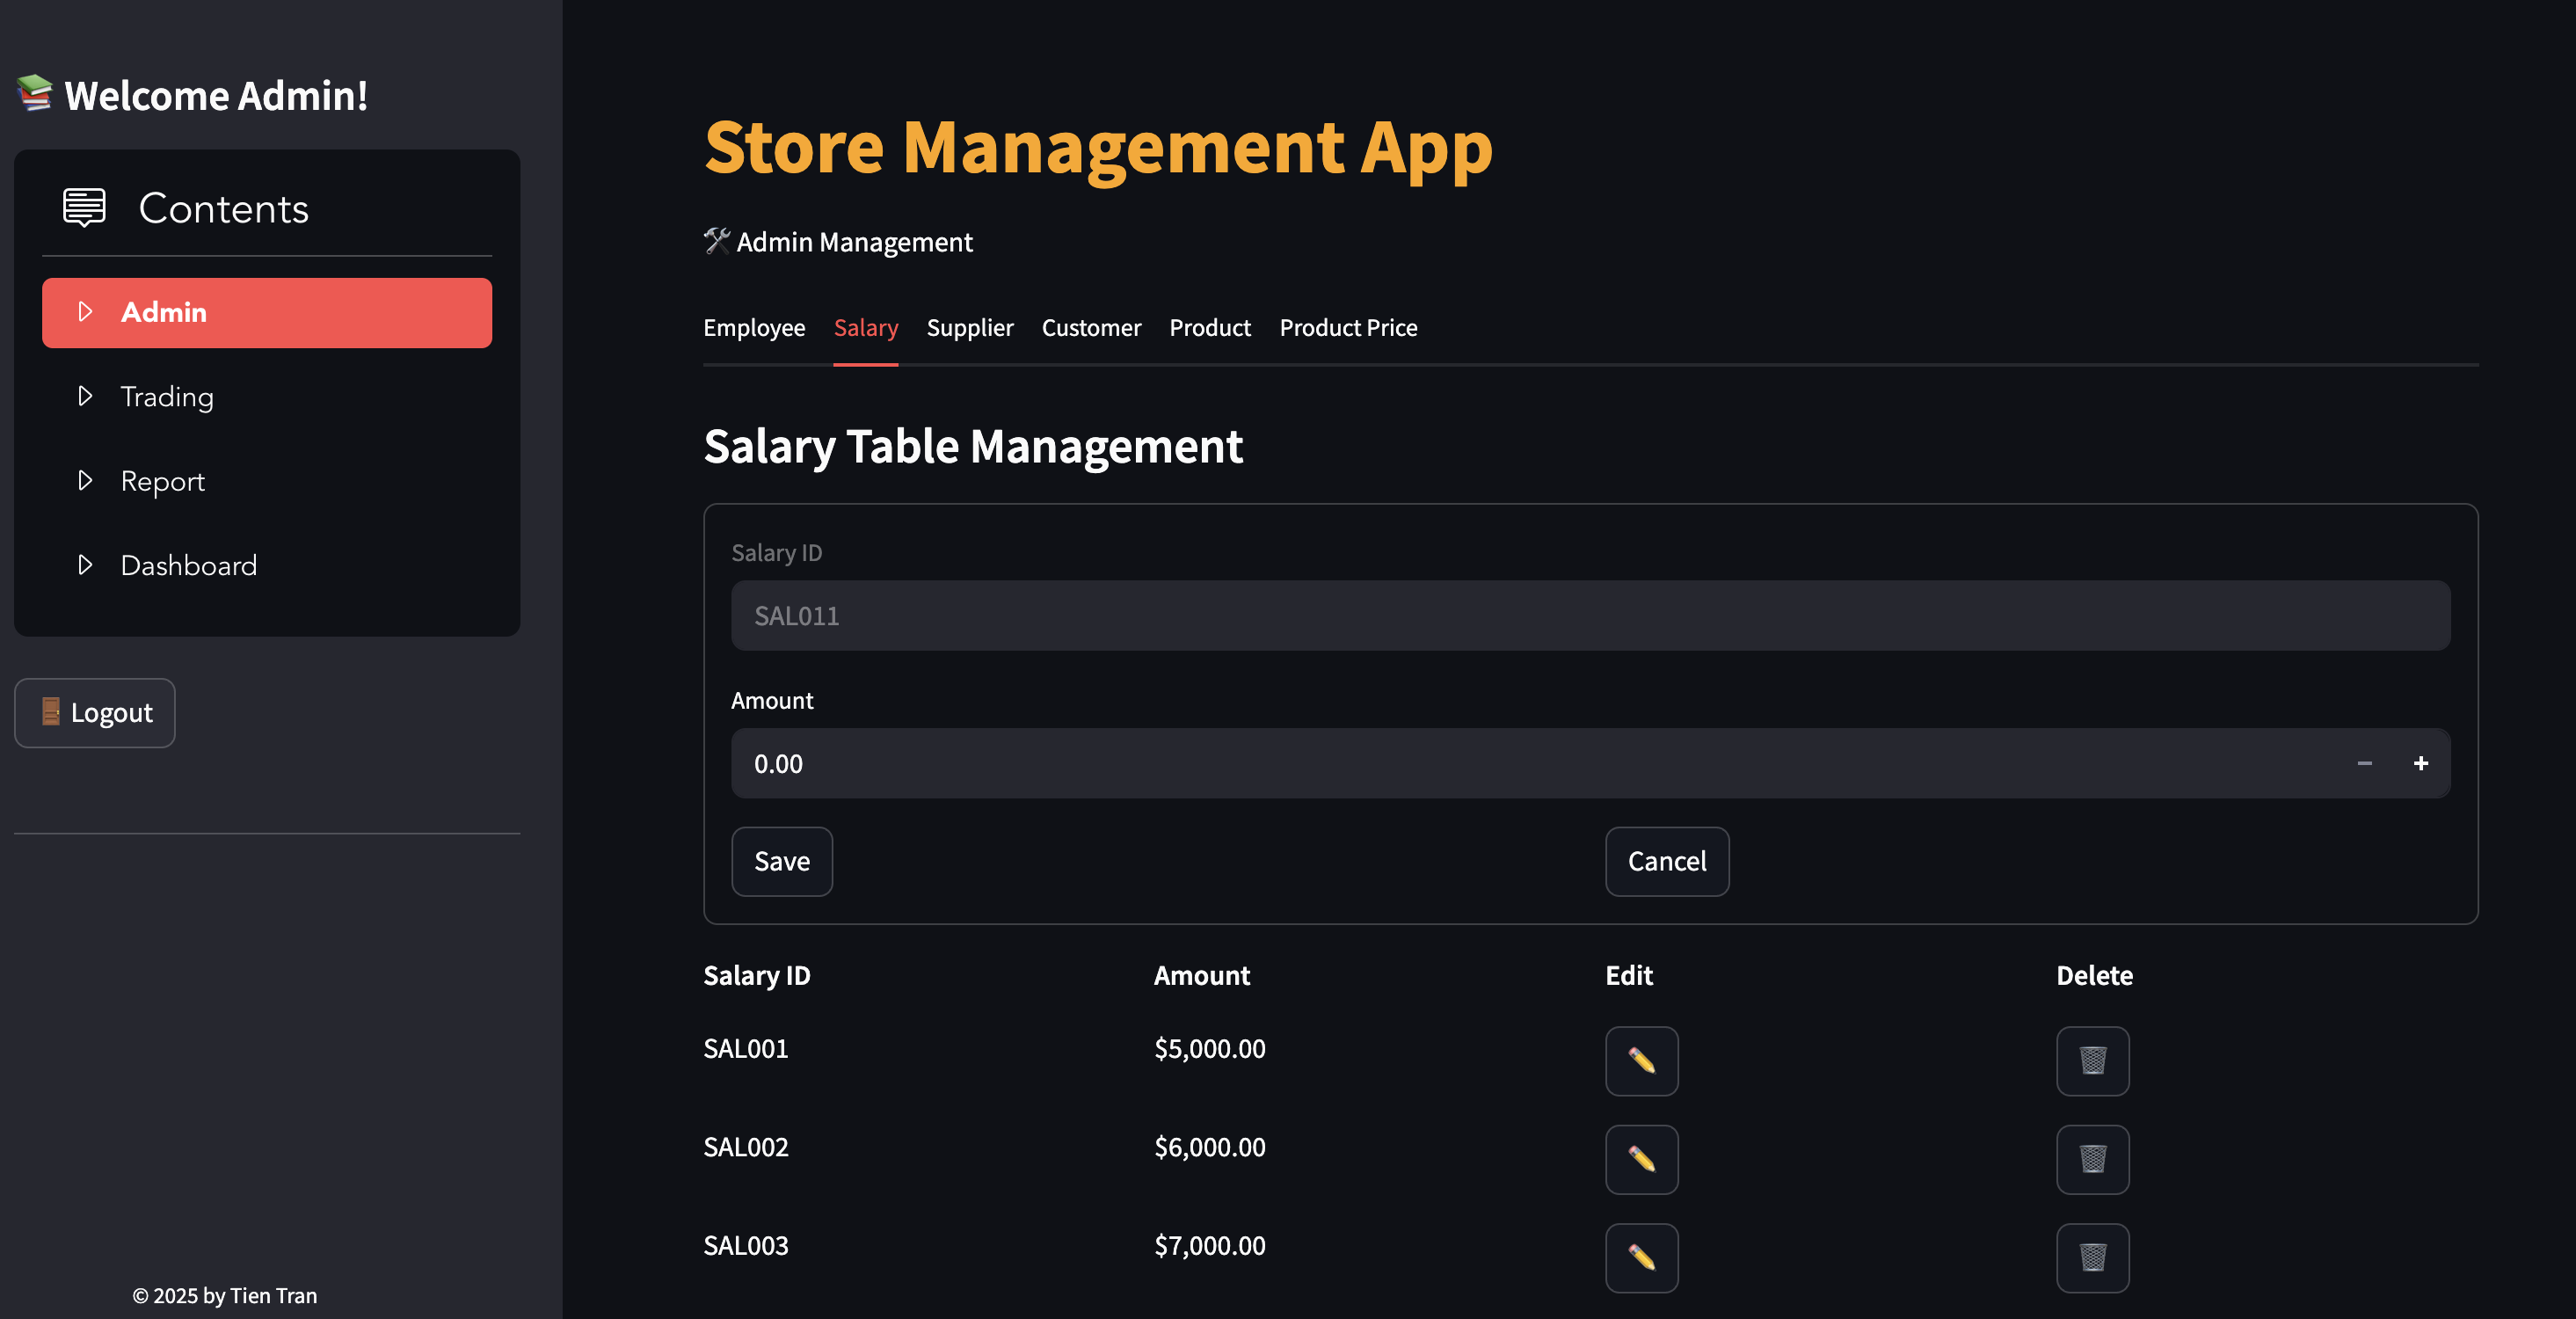 Welcome Admin!
Contents
Admin
Trading
Report
Dashboard
Logout
© 2025 by Tien Tran
Store Management App
Admin Management
Employee Salary Supplier Customer Product Product Price
Salary Table Management
Salary ID
SAL011
Amount
0.00
Save Cancel
Salary ID Amount Edit Delete
SAL001 $5,000.00
SAL002 $6,000.00
SAL003 $7,000.00